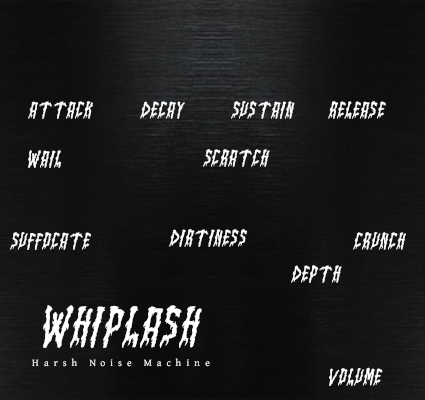 ATTACK DECAY SUSTAIN RELEASE
WAIL SCRATCH
SUFFOCATE DIRTINESS CRUNCH
DEPTH
WHIPLASH
Harsh Noise Machine
VOLUME